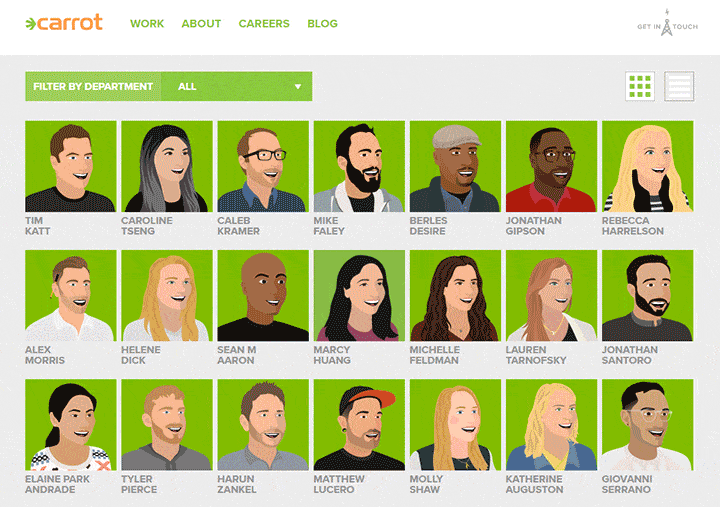 carrot WORK ABOUT CAREERS BLOG GET IN TOUCH
FILTER BY DEPARTMENT ALL
TIM KATT
CAROLINE TSENG
CALEB KRAMER
MIKE FALEY
BERLES DESIRE
JONATHAN GIPSON
REBECCA HARRELSON
ALEX MORRIS
HELENE DICK
SEAN M AARON
MARCY HUANG
MICHELLE FELDMAN
LAUREN TARNOFSKY
JONATHAN SANTORO
ELAINE PARK ANDRADE
TYLER PIERCE
HARUN ZANKEL
MATTHEW LUCERO
MOLLY SHAW
KATHERINE AUGUSTON
GIOVANNI SERRANO